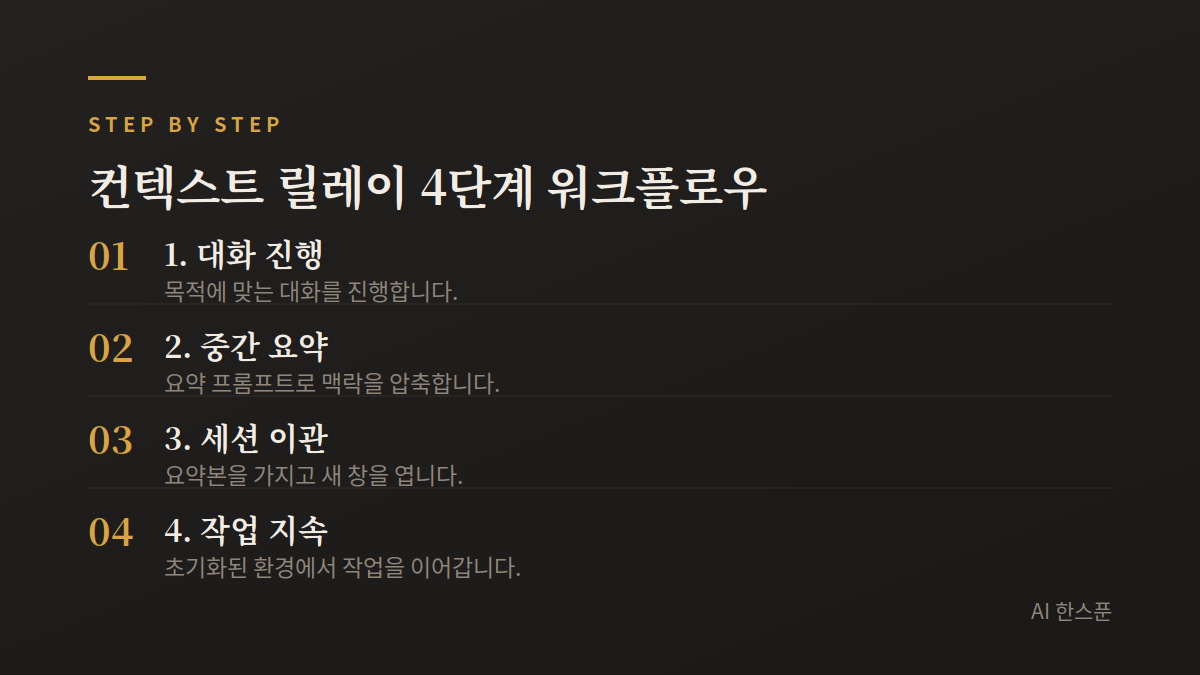 STEP BY STEP
컨텍스트 릴레이 4단계 워크플로우
01 1. 대화 진행
목적에 맞는 대화를 진행합니다.
02 2. 중간 요약
요약 프롬프트로 맥락을 압축합니다.
03 3. 세션 이관
요약본을 가지고 새 창을 엽니다.
04 4. 작업 지속
초기화된 환경에서 작업을 이어갑니다.
AI 한스푼